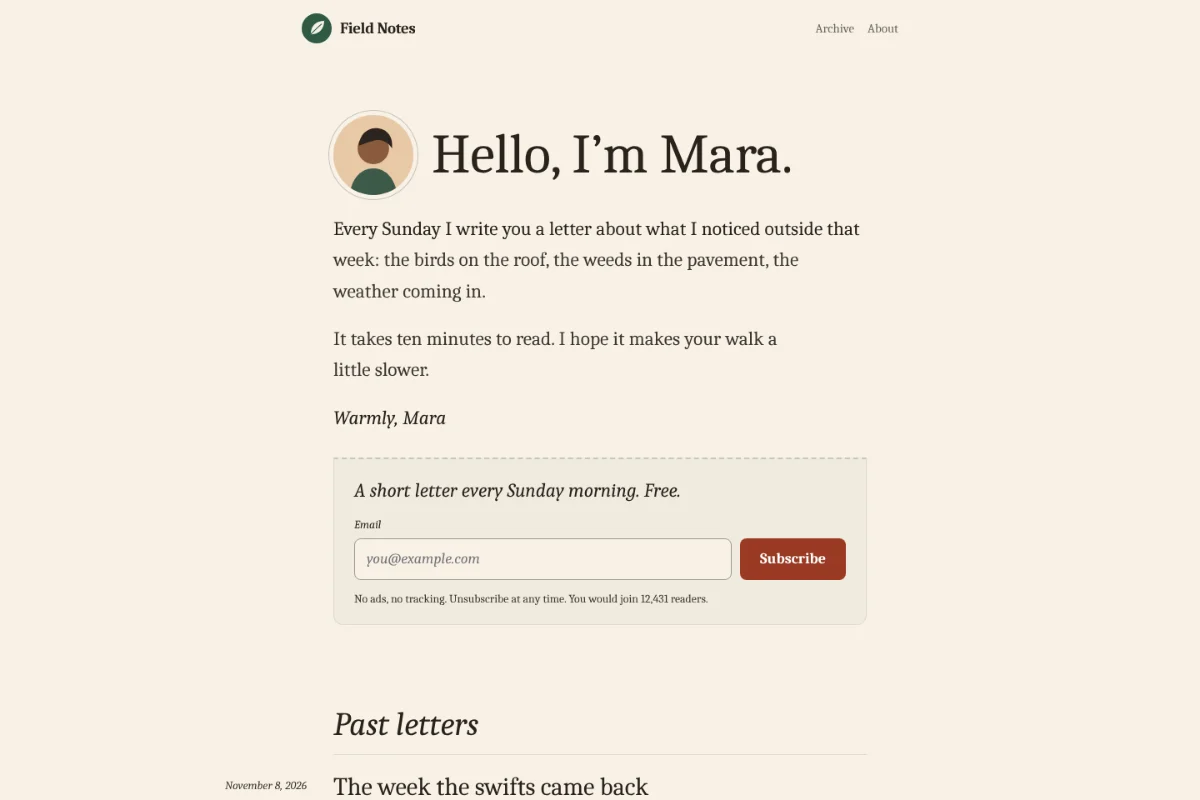 Field Notes
Archive About
Hello, I’m Mara.
Every Sunday I write you a letter about what I noticed outside that
week: the birds on the roof, the weeds in the pavement, the
weather coming in.
It takes ten minutes to read. I hope it makes your walk a
little slower.
Warmly, Mara
A short letter every Sunday morning. Free.
Email
you@example.com
Subscribe
No ads, no tracking. Unsubscribe at any time. You would join 12,431 readers.
Past letters
November 8, 2026
The week the swifts came back